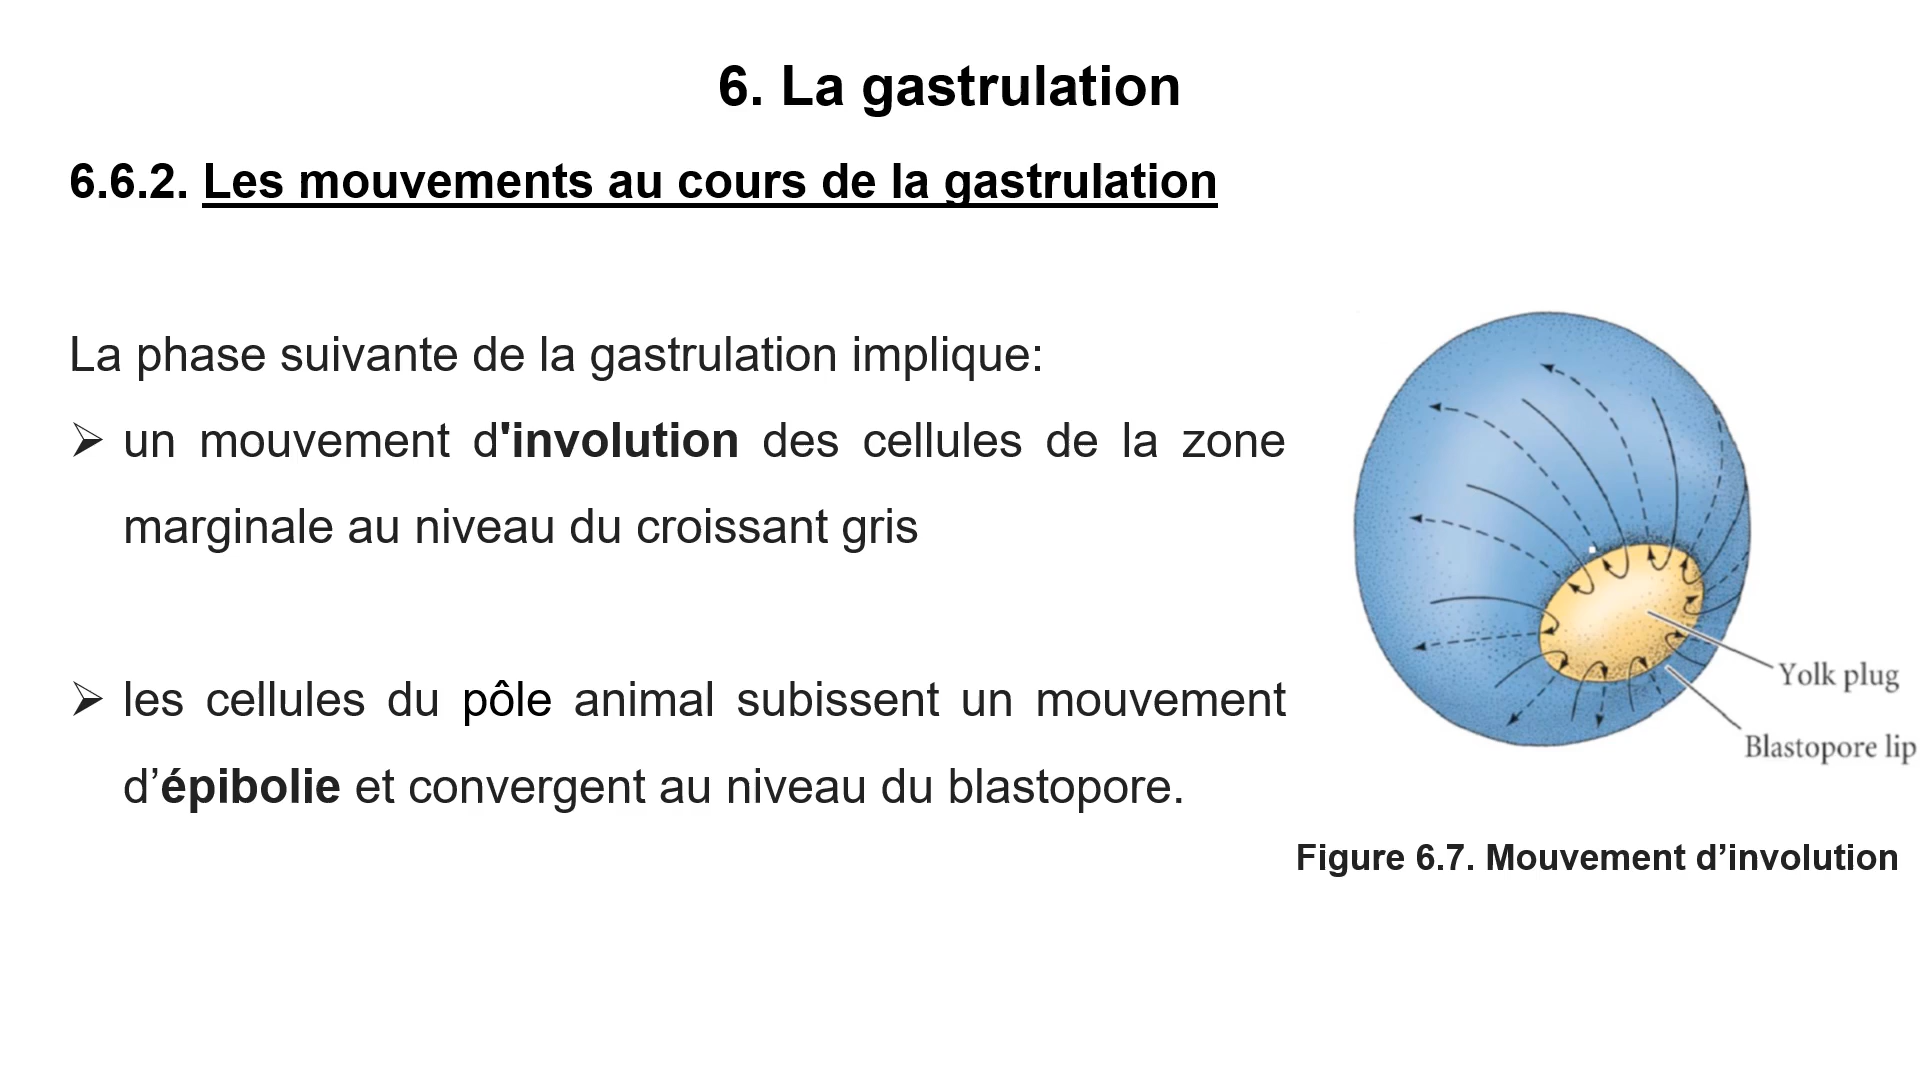 6. La gastrulation
6.6.2. Les mouvements au cours de la gastrulation
La phase suivante de la gastrulation implique:
➢ un mouvement d'involution des cellules de la zone
marginale au niveau du croissant gris
➢ les cellules du pôle animal subissent un mouvement
d’épibolie et convergent au niveau du blastopore.
Yolk plug
Blastopore lip
Figure 6.7. Mouvement d’involution